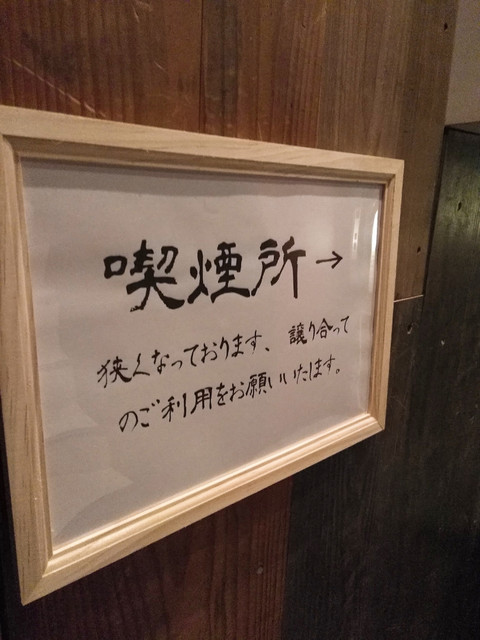 喫煙所→
狭くなっております、譲り合って
のご利用をお願いいたします。